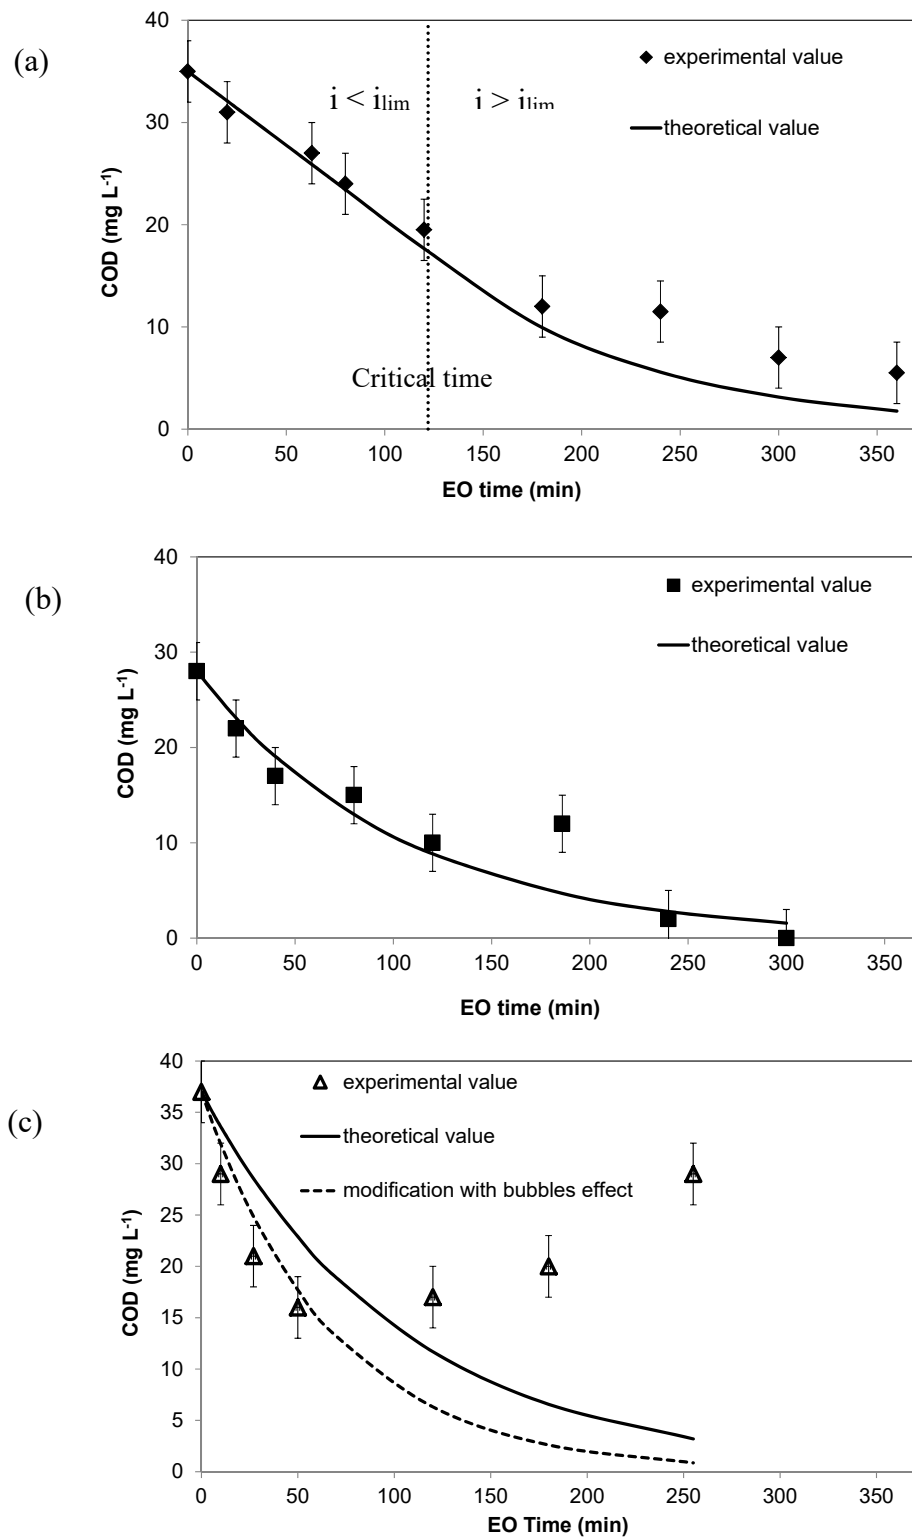 (a)
40
30
20
10
0
COD (mg L-1)
i < ilim
i > ilim
experimental value
theoretical value
Critical time
0 50 100 150 200 250 300 350
EO time (min)
(b)
40
30
20
10
0
COD (mg L-1)
experimental value
theoretical value
0 50 100 150 200 250 300 350
EO time (min)
(c)
40
35
30
25
20
15
10
5
0
COD (mg L-1)
experimental value
theoretical value
modification with bubbles effect
0 50 100 150 200 250 300 350
EO Time (min)